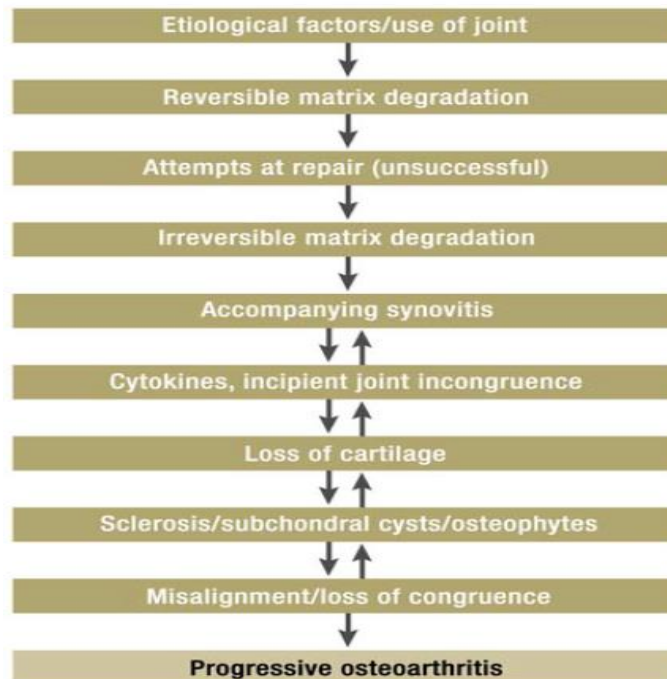 Etiological factors/use of joint
Reversible matrix degradation
Attempts at repair (unsuccessful)
Irreversible matrix degradation
Accompanying synovitis
Cytokines, incipient joint incongruence
Loss of cartilage
Sclerosis/subchondral cysts/osteophytes
Misalignment/loss of congruence
Progressive osteoarthritis